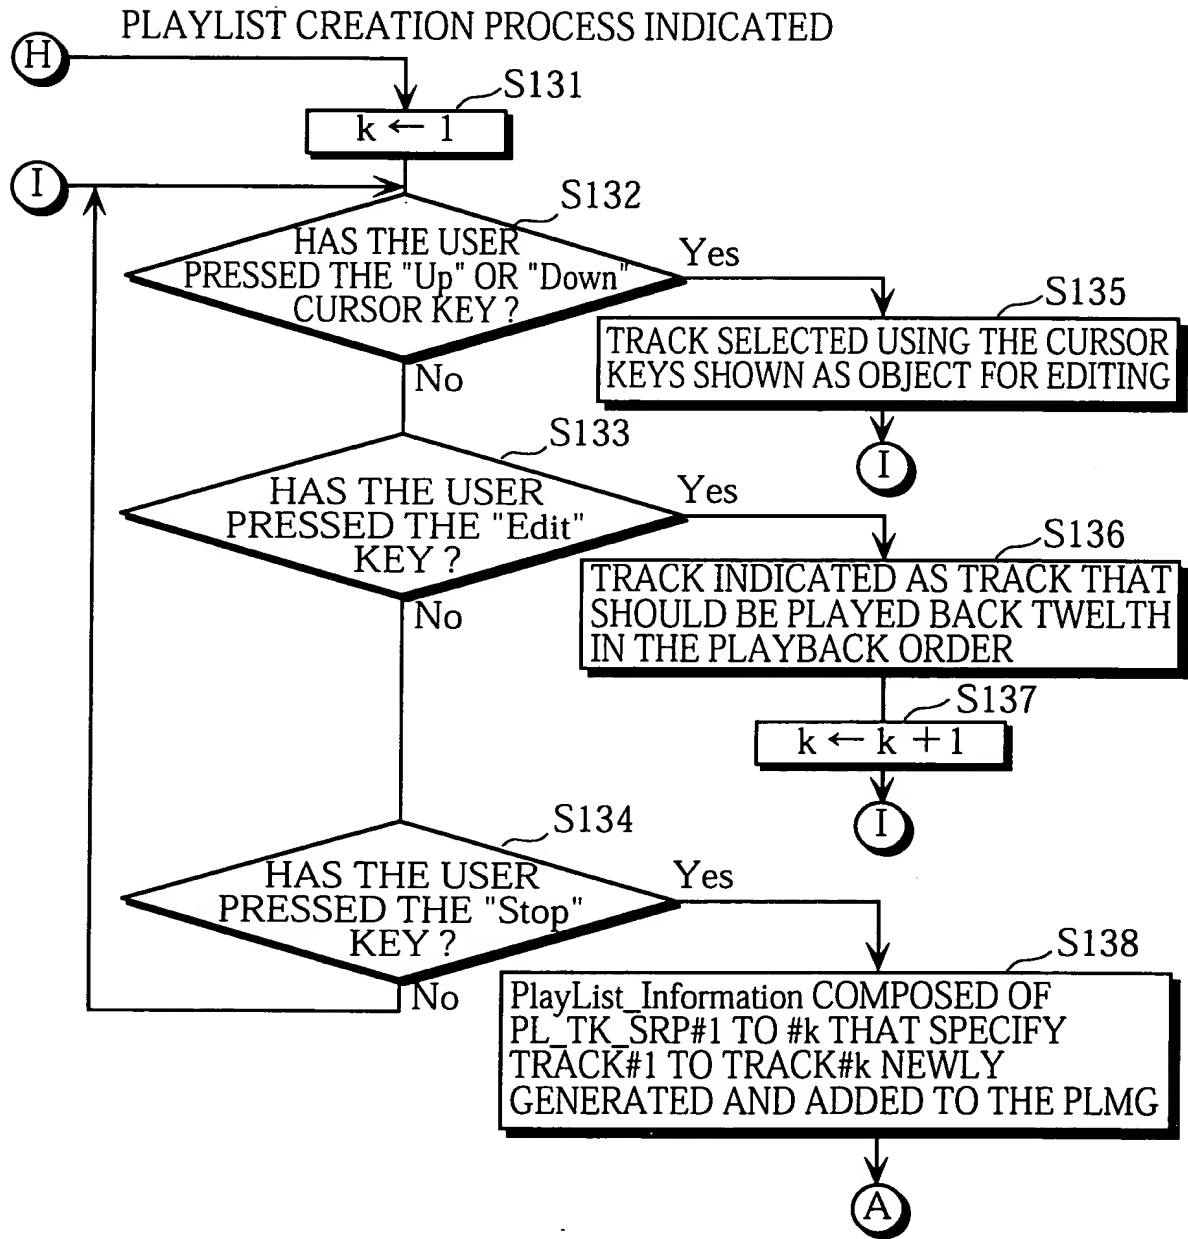 PLAYLIST CREATION PROCESS INDICATED
H
S131
k ← 1
I
S132
HAS THE USER
PRESSED THE "Up" OR "Down"
CURSOR KEY ?
Yes
No
S135
TRACK SELECTED USING THE CURSOR
KEYS SHOWN AS OBJECT FOR EDITING
I
S133
HAS THE USER
PRESSED THE "Edit"
KEY ?
Yes
No
S136
TRACK INDICATED AS TRACK THAT
SHOULD BE PLAYED BACK TWELTH
IN THE PLAYBACK ORDER
S137
k ← k + 1
I
S134
HAS THE USER
PRESSED THE "Stop"
KEY ?
Yes
No
S138
PlayList_Information COMPOSED OF
PL_TK_SRP#1 TO #k THAT SPECIFY
TRACK#1 TO TRACK#k NEWLY
GENERATED AND ADDED TO THE PLMG
A